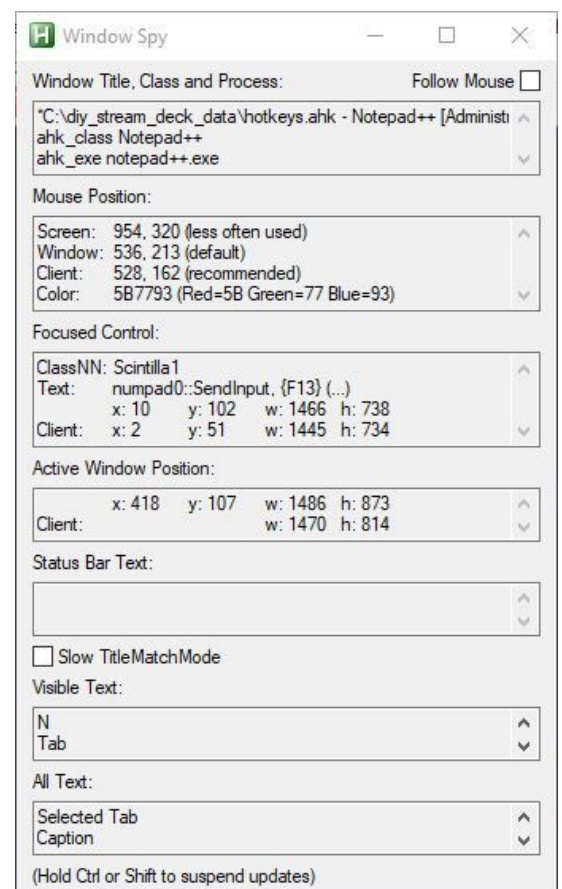 Window Spy
Window Title, Class and Process: Follow Mouse
*C:\diy_stream_deck_data\hotkeys.ahk - Notepad++ [Administr
ahk_class Notepad++
ahk_exe notepad++.exe
Mouse Position:
Screen: 954, 320 (less often used)
Window: 536, 213 (default)
Client: 528, 162 (recommended)
Color: 5B7793 (Red=5B Green=77 Blue=93)
Focused Control:
ClassNN: Scintilla1
Text: numpad0::SendInput, {F13} (...)
x: 10 y: 102 w: 1466 h: 738
Client: x: 2 y: 51 w: 1445 h: 734
Active Window Position:
x: 418 y: 107 w: 1486 h: 873
Client: w: 1470 h: 814
Status Bar Text:
Slow TitleMatchMode
Visible Text:
N
Tab
All Text:
Selected Tab
Caption
(Hold Ctrl or Shift to suspend updates)